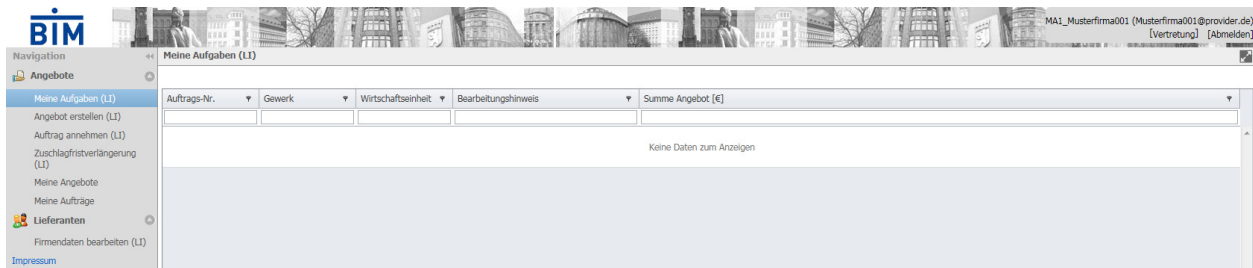 BIM
MA1_Musterfirma001 (Musterfirma001@provider.de)
[Vertretung] [Abmelden]
Navigation
Meine Aufgaben (LI)
Angebote
Meine Aufgaben (LI)
Angebot erstellen (LI)
Auftrag annehmen (LI)
Zuschlagfristverlängerung
(LI)
Meine Angebote
Meine Aufträge
Lieferanten
Firmendaten bearbeiten (LI)
Impressum
Auftrags-Nr. Gewerk Wirtschaftseinheit Bearbeitungshinweis Summe Angebot [€]
Keine Daten zum Anzeigen